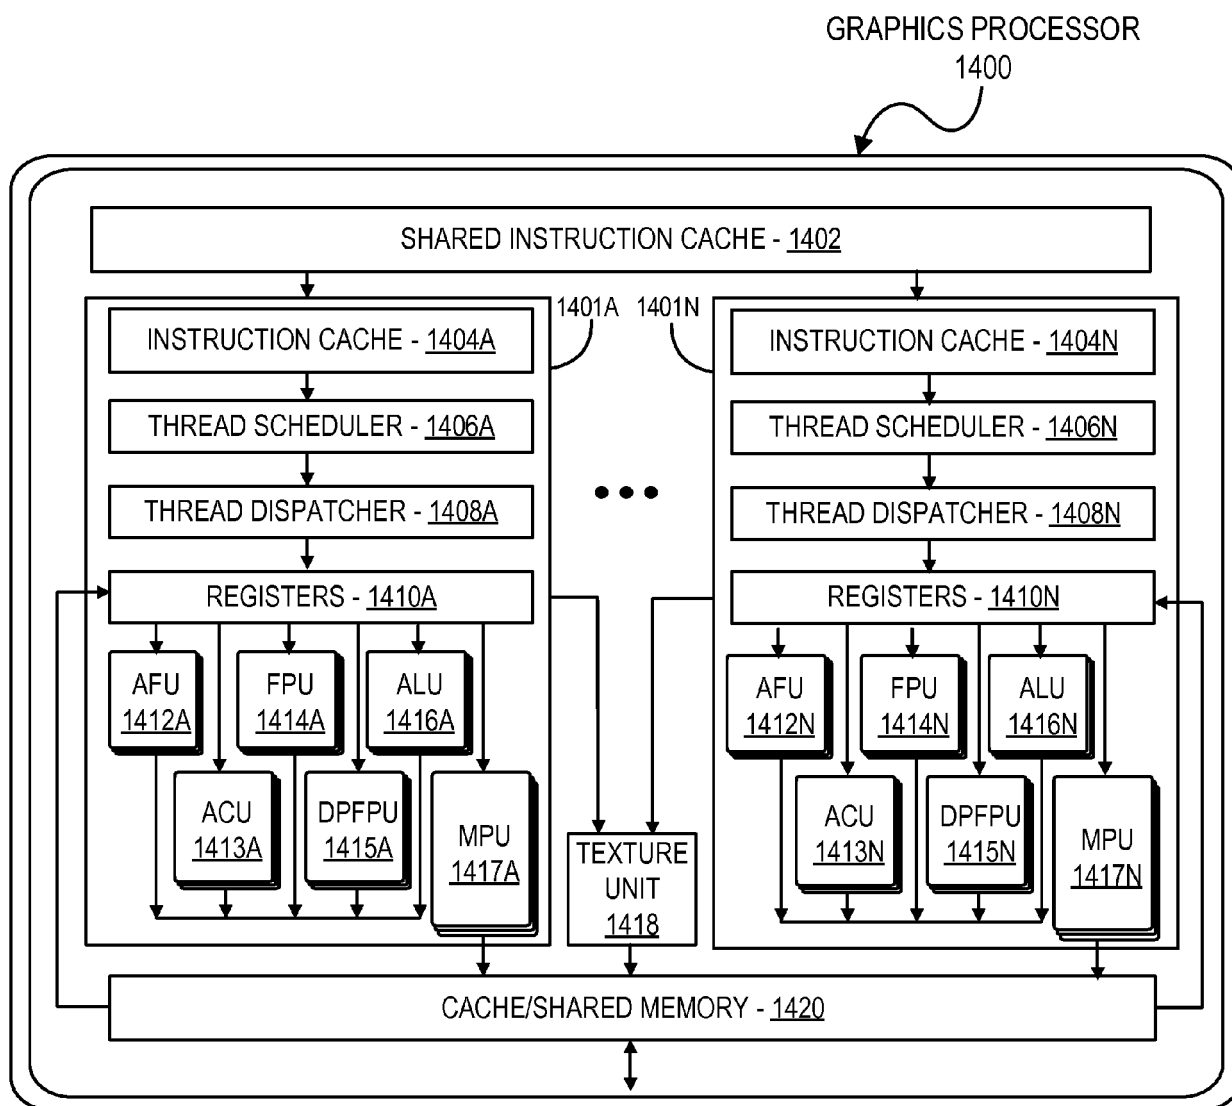 GRAPHICS PROCESSOR
1400
SHARED INSTRUCTION CACHE - 1402
1401A
1401N
INSTRUCTION CACHE - 1404A
THREAD SCHEDULER - 1406A
THREAD DISPATCHER - 1408A
REGISTERS - 1410A
AFU
1412A
FPU
1414A
ALU
1416A
ACU
1413A
DPFPU
1415A
MPU
1417A
TEXTURE
UNIT
1418
INSTRUCTION CACHE - 1404N
THREAD SCHEDULER - 1406N
THREAD DISPATCHER - 1408N
REGISTERS - 1410N
AFU
1412N
FPU
1414N
ALU
1416N
ACU
1413N
DPFPU
1415N
MPU
1417N
CACHE/SHARED MEMORY - 1420